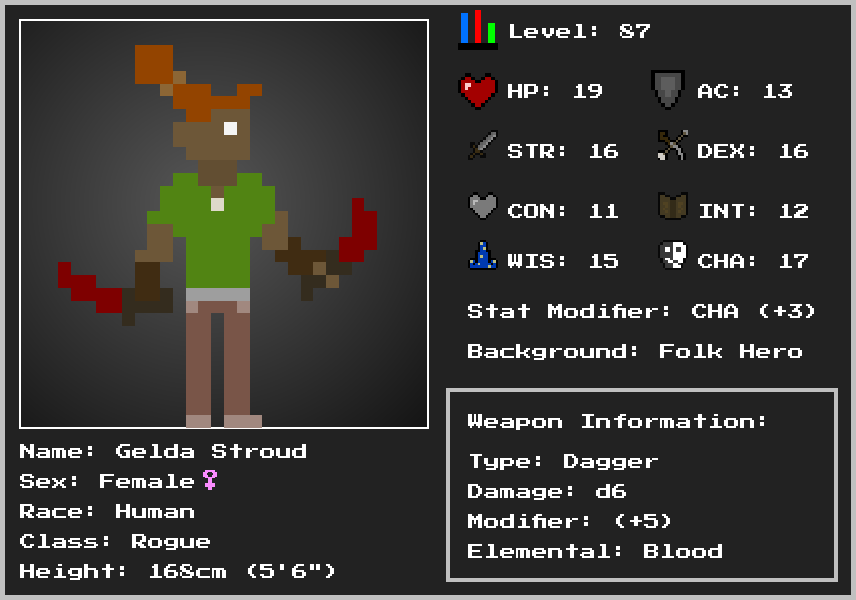 Level: 87
HP: 19
AC: 13
STR: 16
DEX: 16
CON: 11
INT: 12
WIS: 15
CHA: 17
Stat Modifier: CHA (+3)
Background: Folk Hero
Name: Gelda Stroud
Sex: Female♀
Race: Human
Class: Rogue
Height: 168cm (5'6")
Weapon Information:
Type: Dagger
Damage: d6
Modifier: (+5)
Elemental: Blood